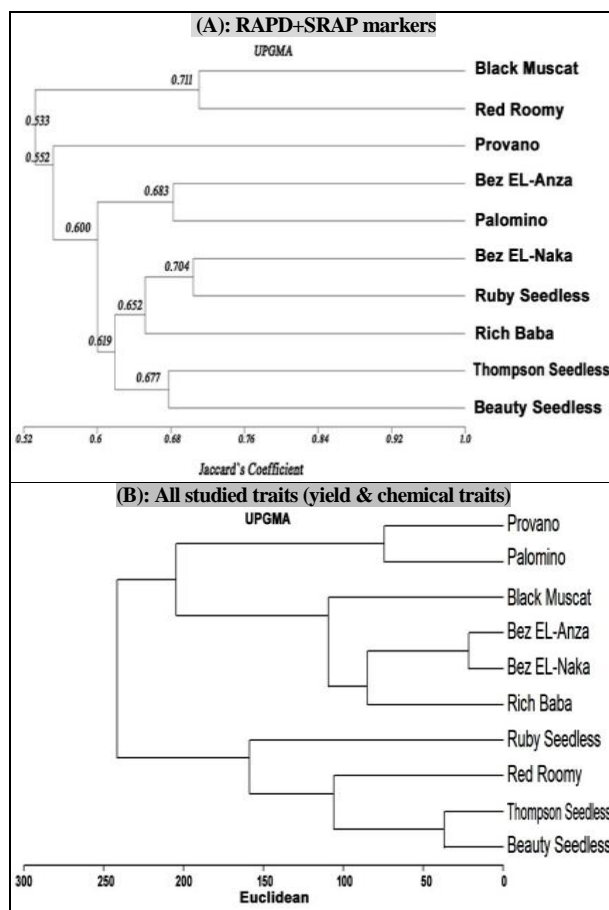 (A): RAPD+SRAP markers
UPGMA
Black Muscat
0.711
Red Roomy
0.533
Provano
0.552
Bez EL-Anza
0.683
Palomino
0.600
Bez EL-Naka
0.704
Ruby Seedless
0.652
Rich Baba
0.619
Thompson Seedless
0.677
Beauty Seedless
0.52 0.6 0.68 0.76 0.84 0.92 1.0
Jaccard`s Coefficient
(B): All studied traits (yield & chemical traits)
UPGMA
Provano
Palomino
Black Muscat
Bez EL-Anza
Bez EL-Naka
Rich Baba
Ruby Seedless
Red Roomy
Thompson Seedless
Beauty Seedless
300 250 200 150 100 50 0
Euclidean